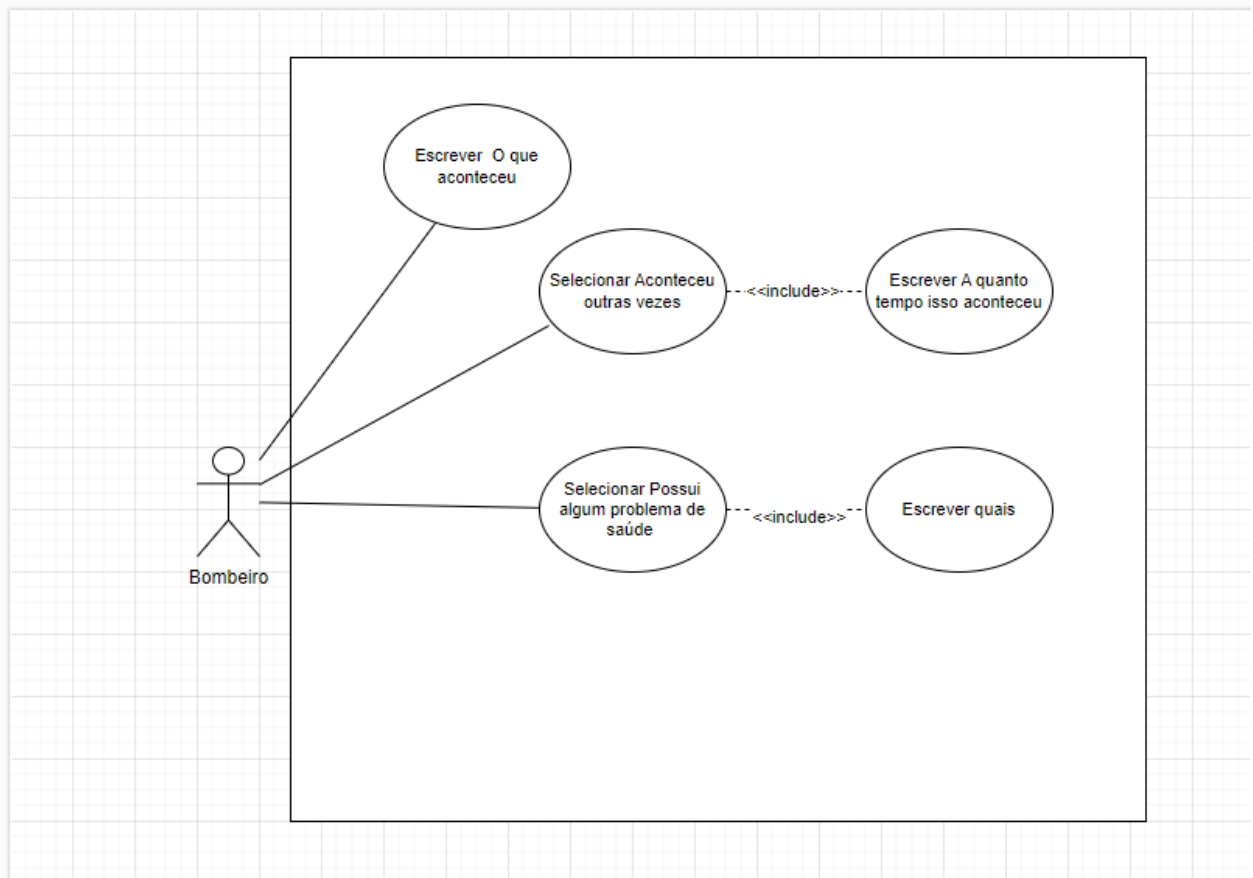 Escrever O que
aconteceu
Selecionar Aconteceu
outras vezes
<<include>>
Escrever A quanto
tempo isso aconteceu
Selecionar Possui
algum problema de
saúde
<<include>>
Escrever quais
Bombeiro